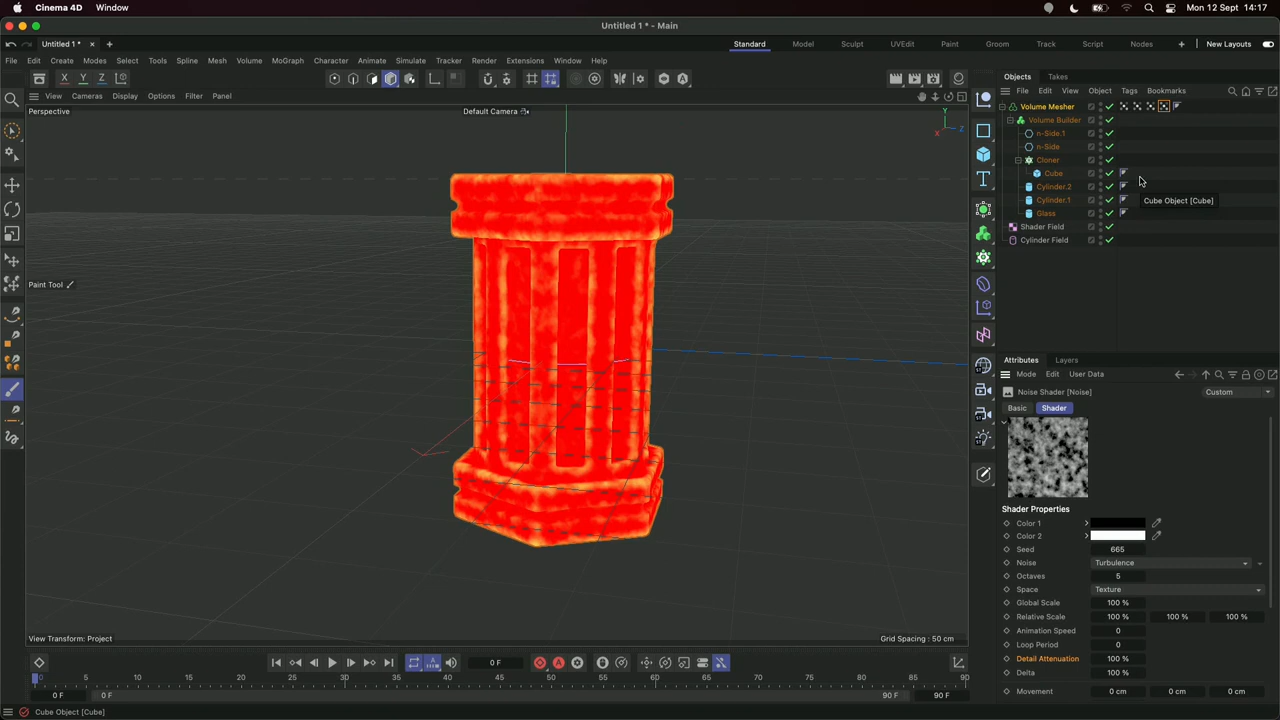 Cinema 4D Window Mon 12 Sept 14:17
Untitled 1 * - Main
Untitled 1 * Standard Model Sculpt UVEdit Paint Groom Track Script Nodes New Layouts
File Edit Create Modes Select Tools Spline Mesh Volume MoGraph Character Animate Simulate Tracker Render Extensions Window Help
Objects Takes
X Y Z
File Edit View Object Tags Bookmarks
View Cameras Display Options Filter Panel
Perspective
Default Camera
Y
X Z
Paint Tool
Volume Mesher
Volume Builder
n-Side.1
n-Side
Cloner
Cube
Cylinder.2
Cylinder.1
Glass
Shader Field
Cylinder Field
Cube Object [Cube]
Attributes Layers
Mode Edit User Data
Noise Shader [Noise]
Custom
Basic Shader
Shader Properties
Color 1
Color 2
Seed 665
Noise Turbulence
Octaves 5
Space Texture
Global Scale 100 %
Relative Scale 100 % 100 % 100 %
Animation Speed 0
Loop Period 0
Detail Attenuation 100 %
Delta 100 %
Movement 0 cm 0 cm 0 cm
View Transform: Project
Grid Spacing : 50 cm
0 F
0 5 10 15 20 25 30 35 40 45 50 55 60 65 70 75 80 85 90
0 F 0 F 90 F 90 F
Cube Object [Cube]